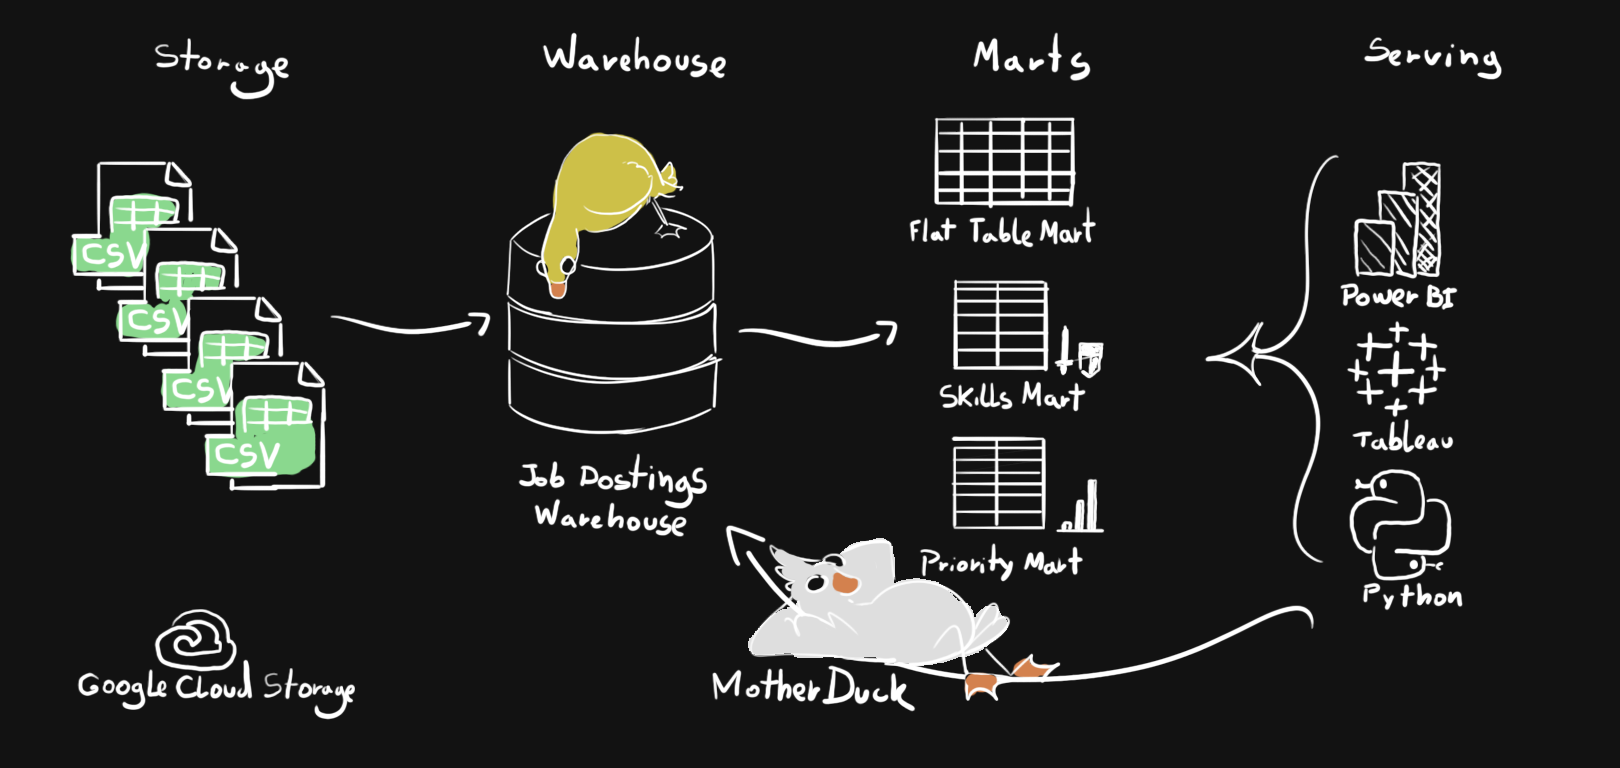 Storage
Warehouse
Marts
Serving
CSV
CSV
CSV
CSV
Flat Table Mart
Skills Mart
Priority Mart
Job Dostings
Warehouse
Power BI
Tableau
Python
Google Cloud Storage
MotherDuck